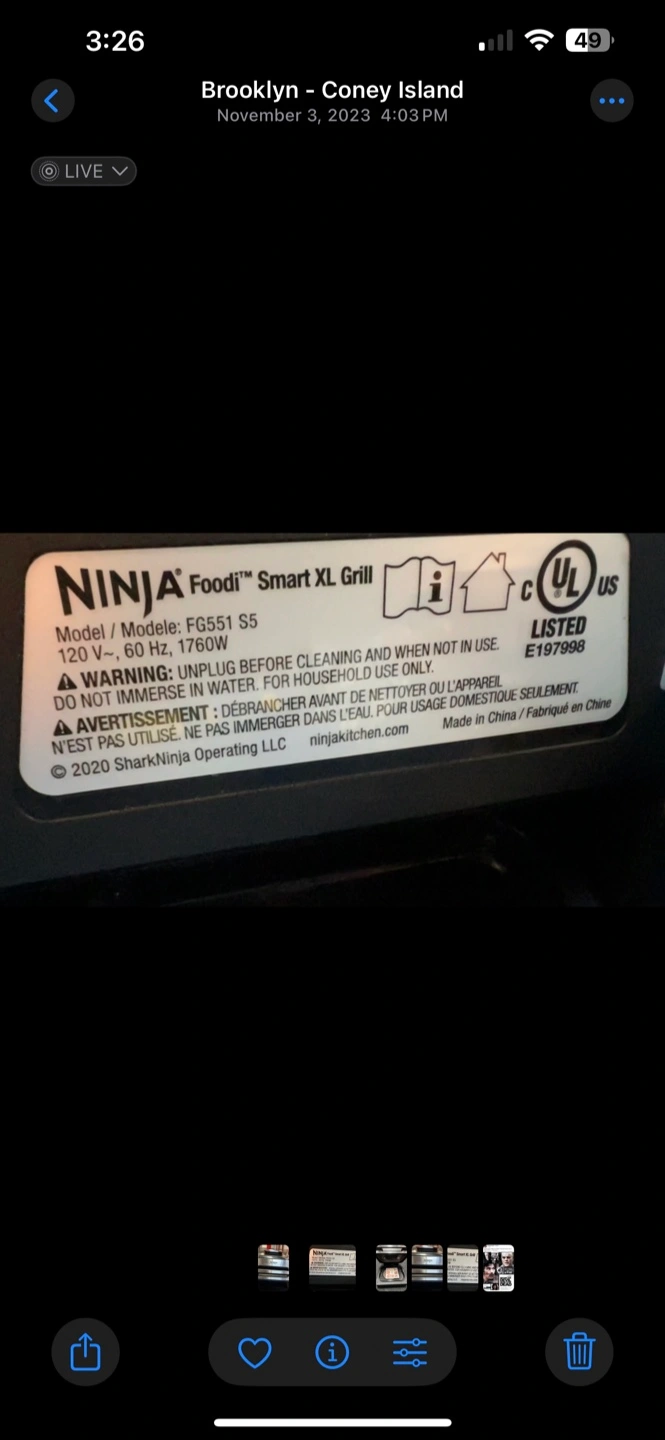 3:26
49
Brooklyn - Coney Island
November 3, 2023 4:03 PM
LIVE
NINJA® Foodi™ Smart XL Grill
Model / Modele: FG551 S5
120 V~, 60 Hz, 1760W
WARNING: UNPLUG BEFORE CLEANING AND WHEN NOT IN USE.
DO NOT IMMERSE IN WATER. FOR HOUSEHOLD USE ONLY.
AVERTISSEMENT : DÉBRANCHER AVANT DE NETTOYER OU L'APPAREIL
N'EST PAS UTILISÉ. NE PAS IMMERGER DANS L'EAU. POUR USAGE DOMESTIQUE SEULEMENT.
© 2020 SharkNinja Operating LLC ninjakitchen.com Made in China / Fabriqué en Chine
C UL US
LISTED
E197998